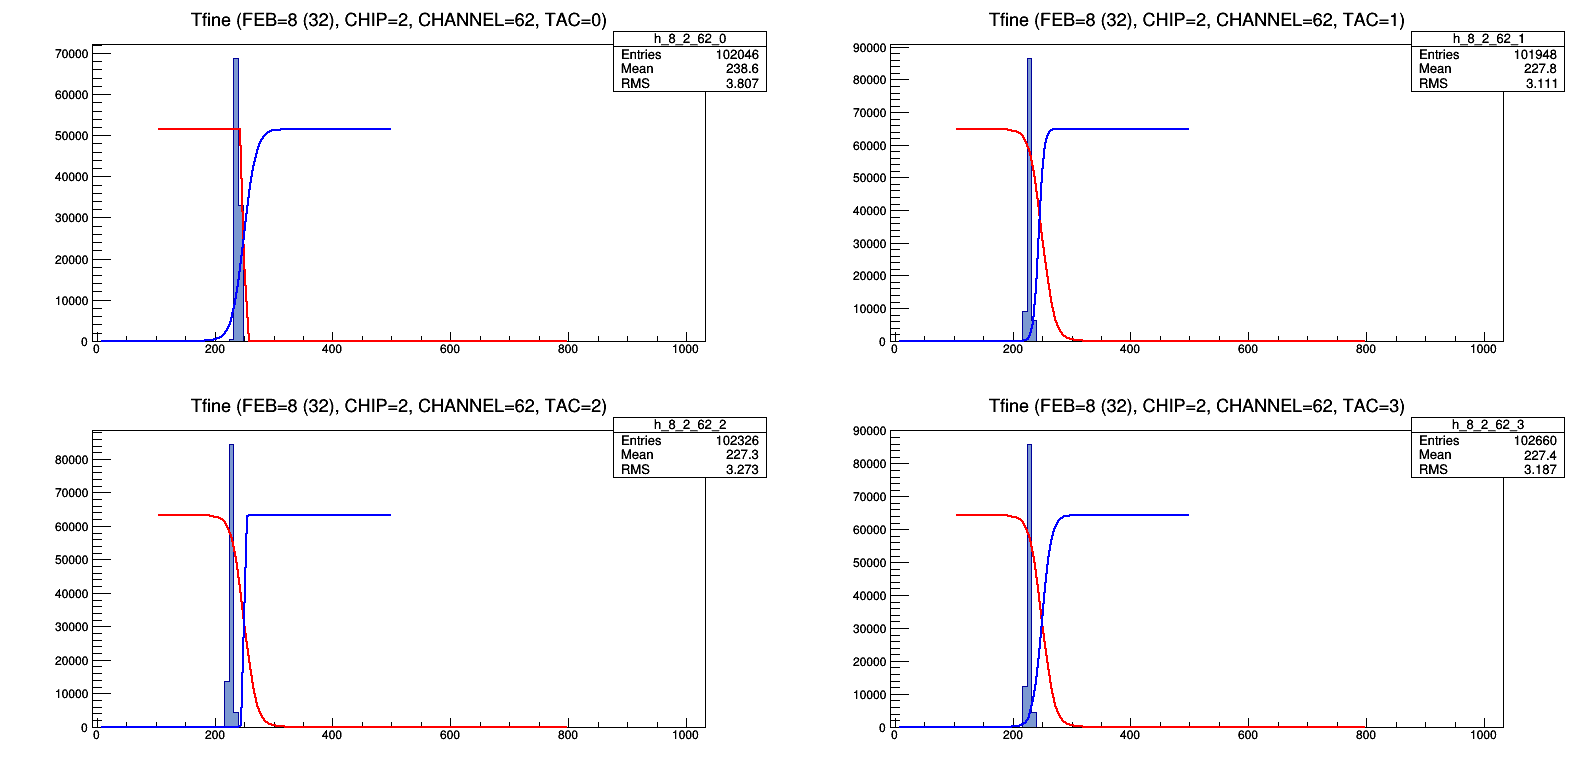 Tfine (FEB=8 (32), CHIP=2, CHANNEL=62, TAC=0)
h_8_2_62_0
Entries 102046
Mean 238.6
RMS 3.807
70000
60000
50000
40000
30000
20000
10000
0
0 200 400 600 800 1000
Tfine (FEB=8 (32), CHIP=2, CHANNEL=62, TAC=1)
h_8_2_62_1
Entries 101948
Mean 227.8
RMS 3.111
90000
80000
70000
60000
50000
40000
30000
20000
10000
0
0 200 400 600 800 1000
Tfine (FEB=8 (32), CHIP=2, CHANNEL=62, TAC=2)
h_8_2_62_2
Entries 102326
Mean 227.3
RMS 3.273
80000
70000
60000
50000
40000
30000
20000
10000
0
0 200 400 600 800 1000
Tfine (FEB=8 (32), CHIP=2, CHANNEL=62, TAC=3)
h_8_2_62_3
Entries 102660
Mean 227.4
RMS 3.187
90000
80000
70000
60000
50000
40000
30000
20000
10000
0
0 200 400 600 800 1000